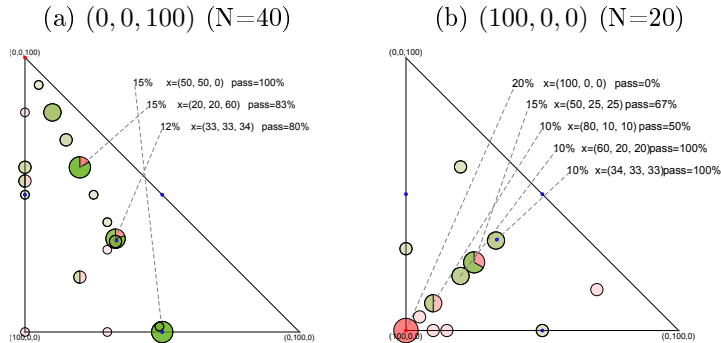 (a) (0, 0, 100) (N=40)
(0,0,100)
15% x=(50, 50, 0) pass=100%
15% x=(20, 20, 60) pass=83%
12% x=(33, 33, 34) pass=80%
(100,0,0)
(0,100,0)
(b) (100, 0, 0) (N=20)
(0,0,100)
20% x=(100, 0, 0) pass=0%
15% x=(50, 25, 25) pass=67%
10% x=(80, 10, 10) pass=50%
10% x=(60, 20, 20)pass=100%
10% x=(34, 33, 33)pass=100%
(100,0,0)
(0,100,0)